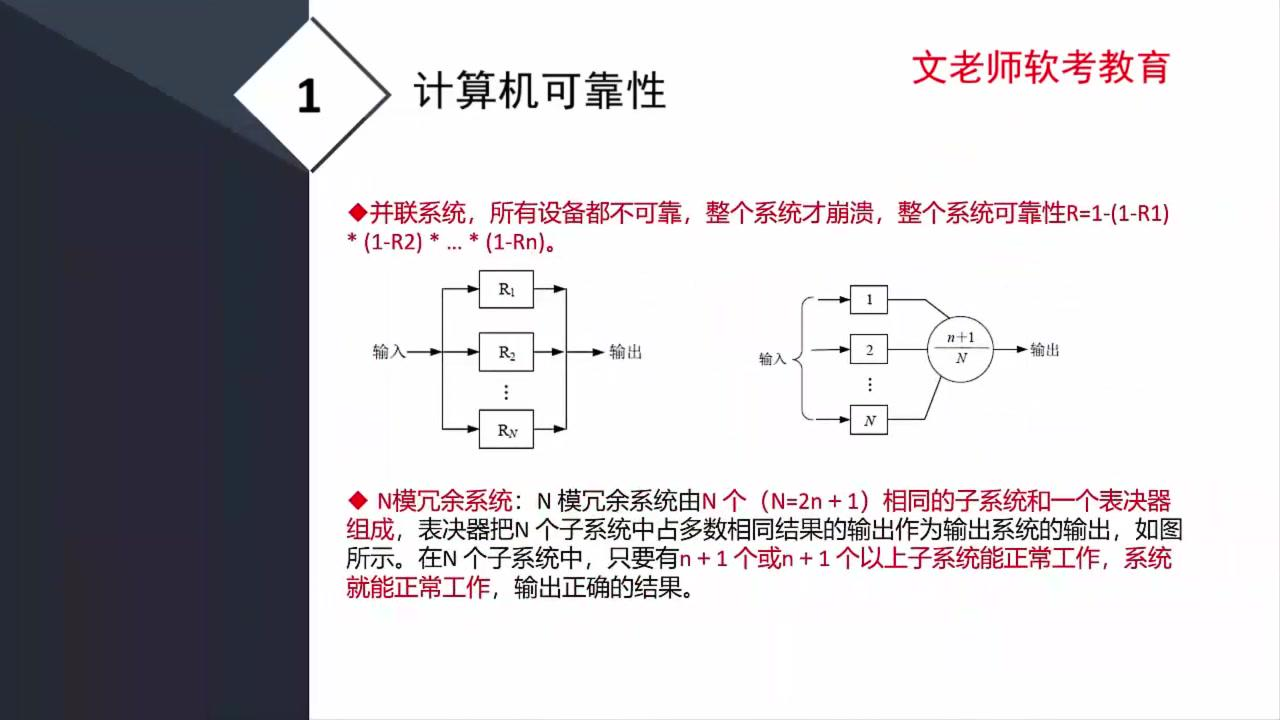 1
计算机可靠性
文老师软考教育
◆并联系统，所有设备都不可靠，整个系统才崩溃，整个系统可靠性R=1-(1-R1)
* (1-R2) * ... * (1-Rn)。
输入
R1
R2
⋮
RN
输出
输入
1
2
⋮
N
n+1
N
输出
◆ N模冗余系统：N 模冗余系统由N 个（N=2n + 1）相同的子系统和一个表决器
组成，表决器把N 个子系统中占多数相同结果的输出作为输出系统的输出，如图
所示。在N 个子系统中，只要有n + 1 个或n + 1 个以上子系统能正常工作，系统
就能正常工作，输出正确的结果。